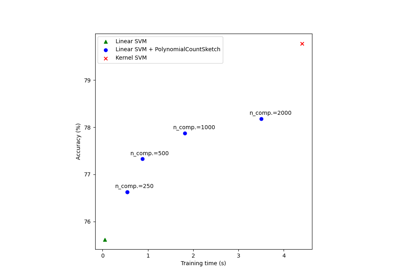 Linear SVM
Linear SVM + PolynomialCountSketch
Kernel SVM
79
n_comp.=2000
78
n_comp.=1000
n_comp.=500
77
n_comp.=250
76
Accuracy (%)
0 1 2 3 4
Training time (s)